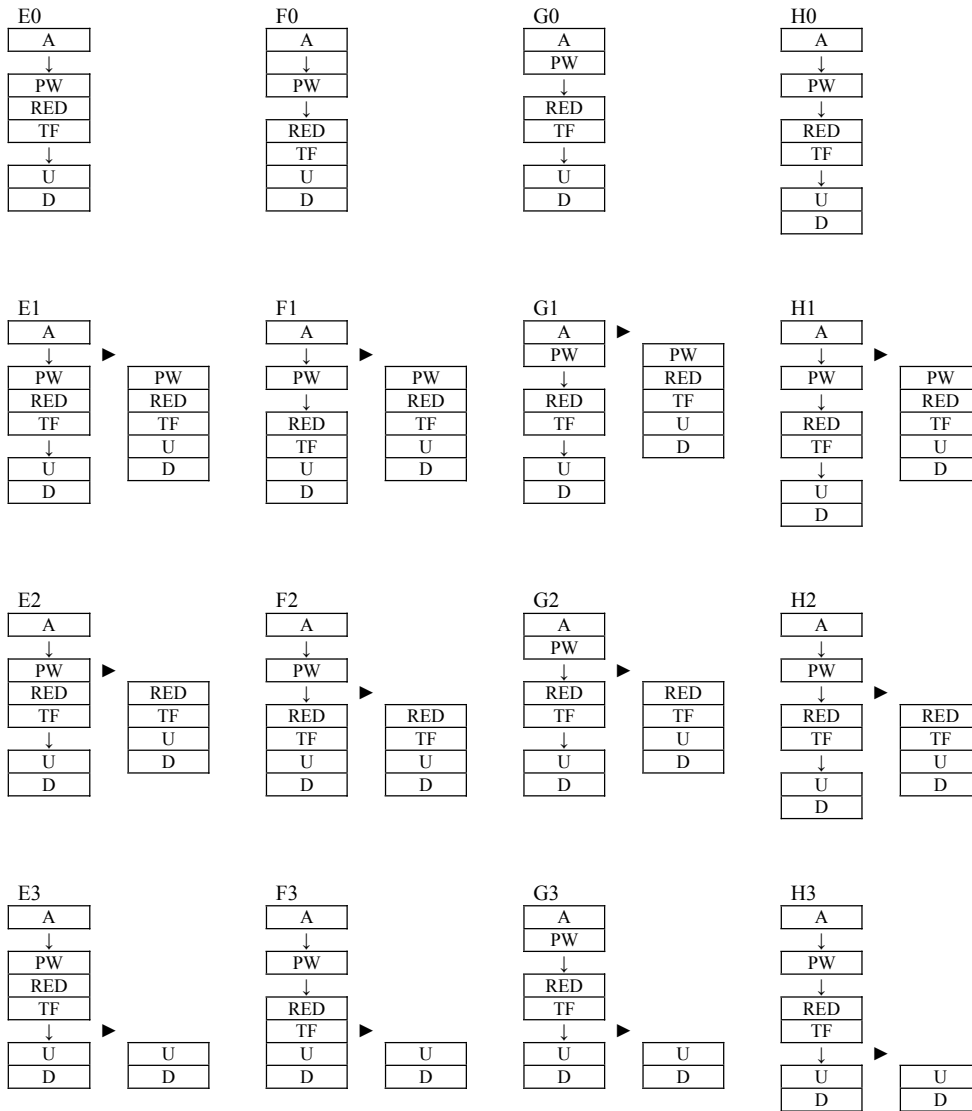 E0
A
↓
PW
RED
TF
↓
U
D
F0
A
↓
PW
↓
RED
TF
U
D
G0
A
PW
↓
RED
TF
↓
U
D
H0
A
↓
PW
↓
RED
TF
↓
U
D
E1
A
↓ ►
PW
RED
TF
↓
U
D
PW
RED
TF
U
D
F1
A
↓ ►
PW
↓
RED
TF
U
D
PW
RED
TF
U
D
G1
A ►
PW
↓
RED
TF
↓
U
D
PW
RED
TF
U
D
H1
A
↓ ►
PW
↓
RED
TF
↓
U
D
PW
RED
TF
U
D
E2
A
↓
PW ►
RED
TF
↓
U
D
RED
TF
U
D
F2
A
↓
PW
↓ ►
RED
TF
U
D
RED
TF
U
D
G2
A
PW
↓ ►
RED
TF
↓
U
D
RED
TF
U
D
H2
A
↓
PW
↓ ►
RED
TF
↓
U
D
RED
TF
U
D
E3
A
↓
PW
RED
TF
↓ ►
U
D
U
D
F3
A
↓
PW
↓
RED
TF ►
U
D
U
D
G3
A
PW
↓
RED
TF
↓ ►
U
D
U
D
H3
A
↓
PW
↓
RED
TF
↓ ►
U
D
U
D